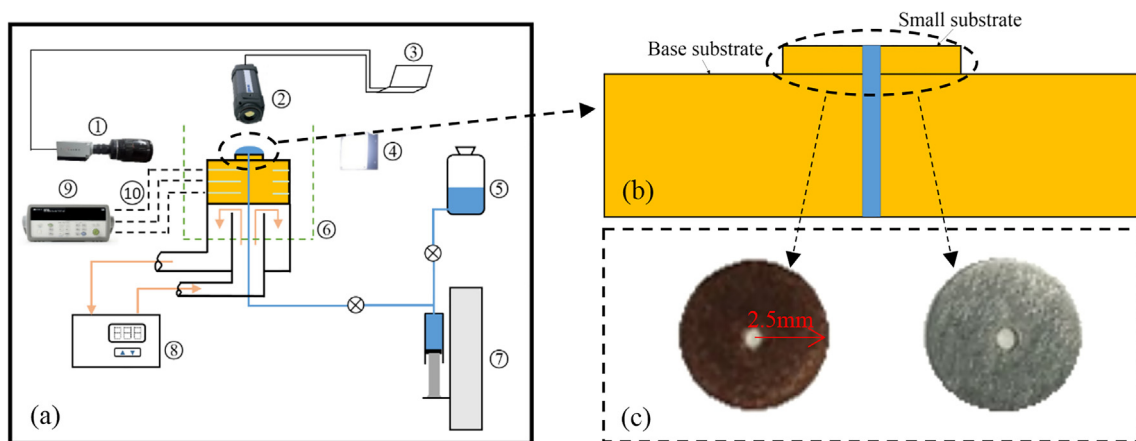 Small substrate
Base substrate
①
②
③
④
⑤
⑥
⑦
⑧
⑨
⑩
(a)
(b)
(c)
2.5mm